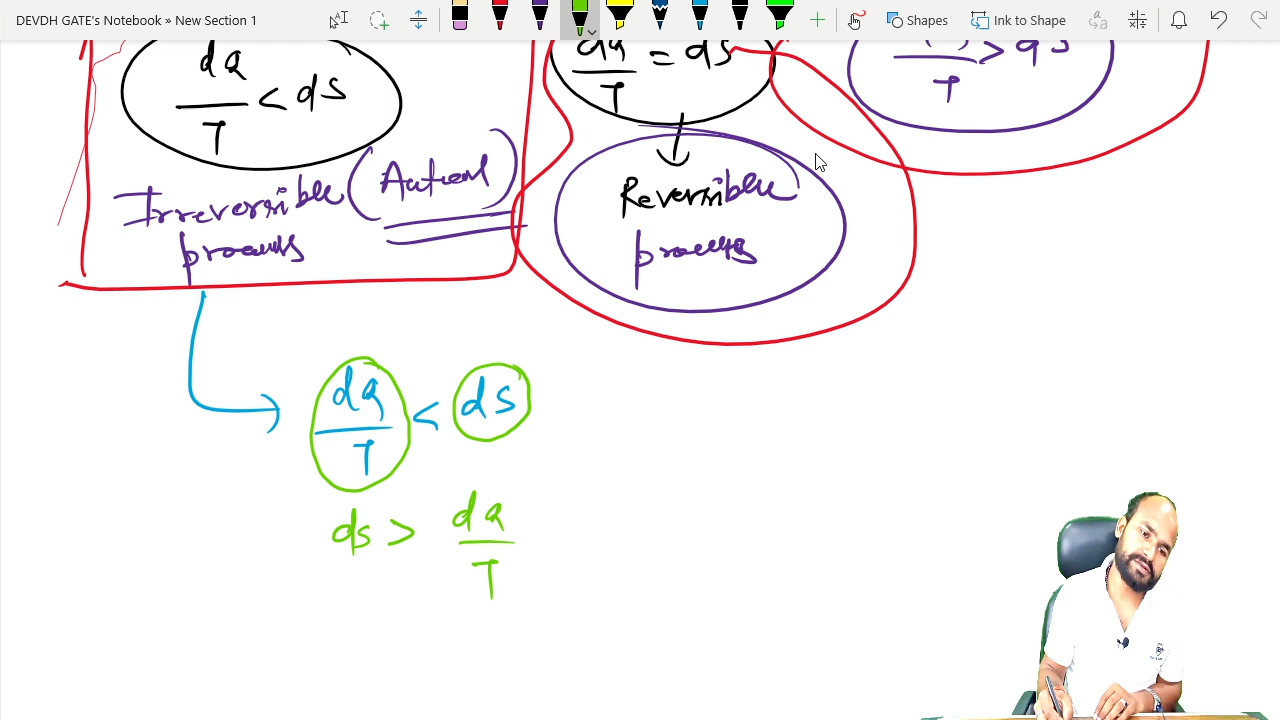 DEVDH GATE's Notebook » New Section 1
Shapes
Ink to Shape
dQ/T < ds
dQ/T = ds
> ds
T
Irreversible (Actual)
process
Reversible
process
dQ/T < ds
ds > dQ/T